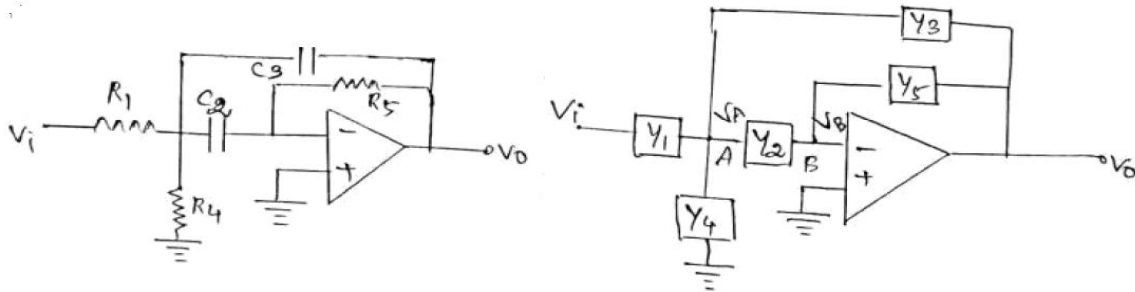 C3
R5
R1
C2
Vi
-
+
Vo
R4
Y3
Y5
Vi
Y1
VA
A
Y2
VB
B
-
+
Vo
Y4